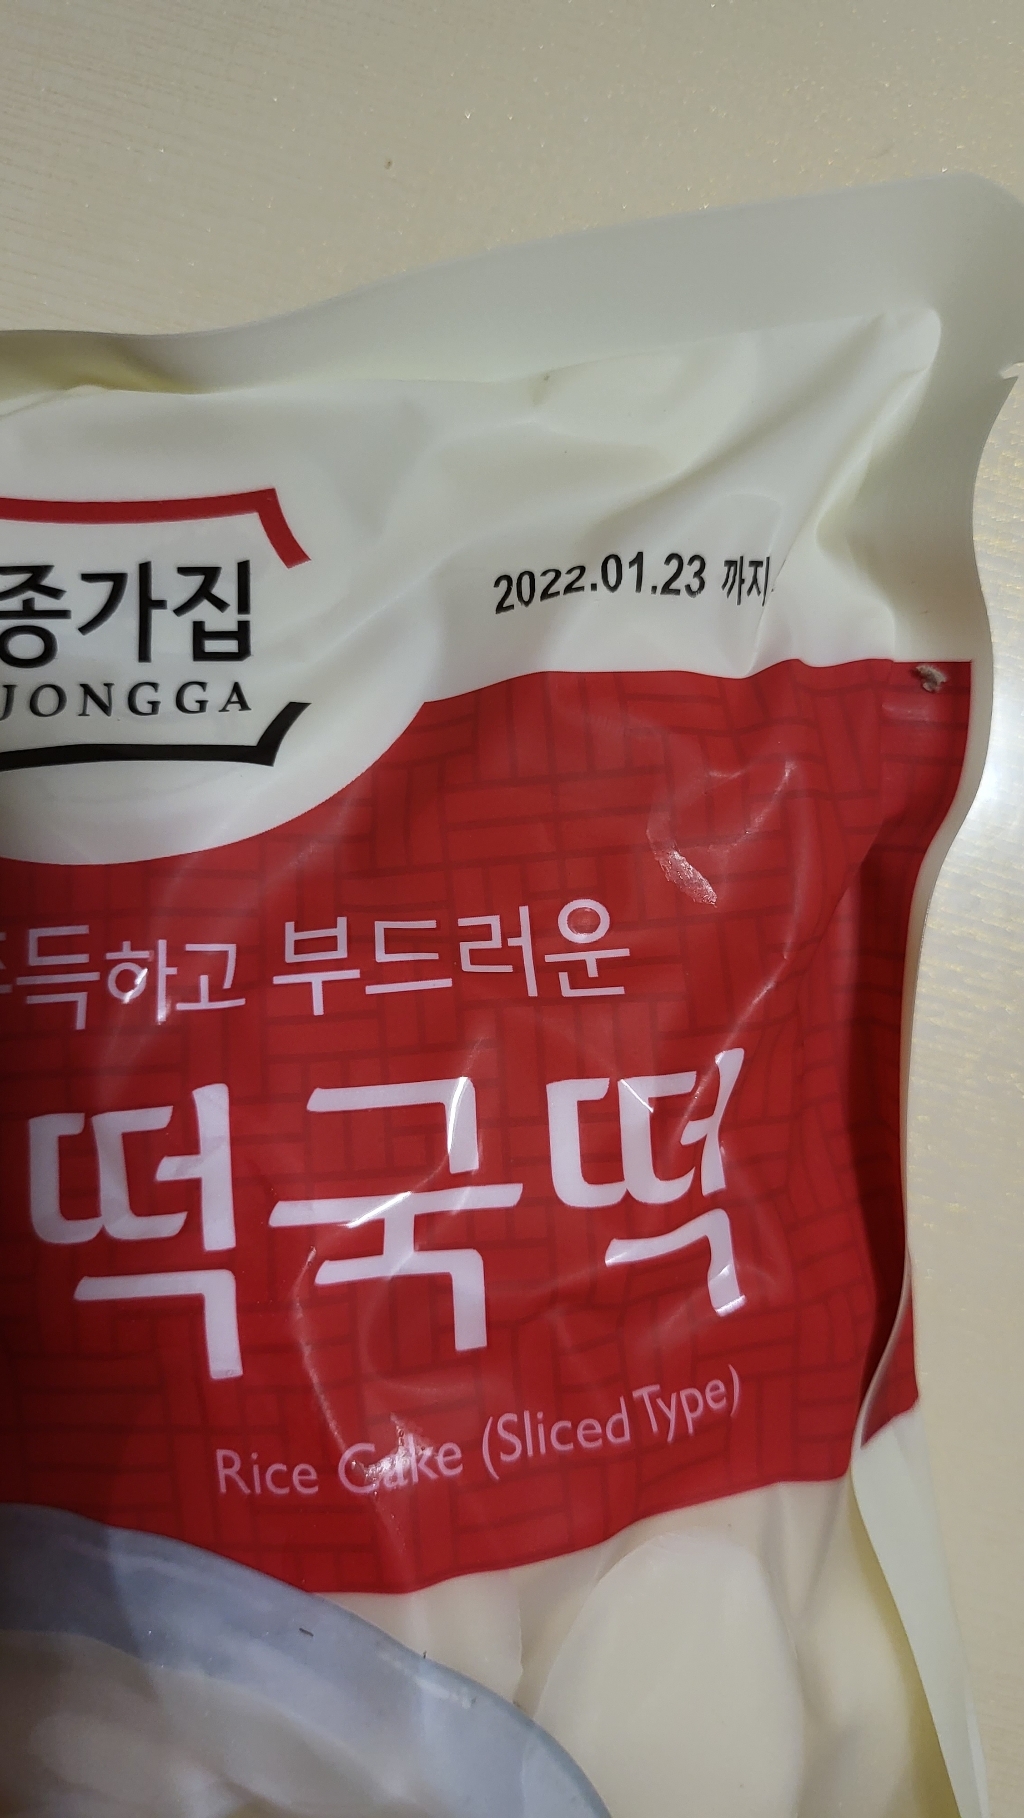 2022.01.23 까지
종가집
JONGGA
쫀득하고 부드러운
떡국떡
Rice Cake (Sliced Type)